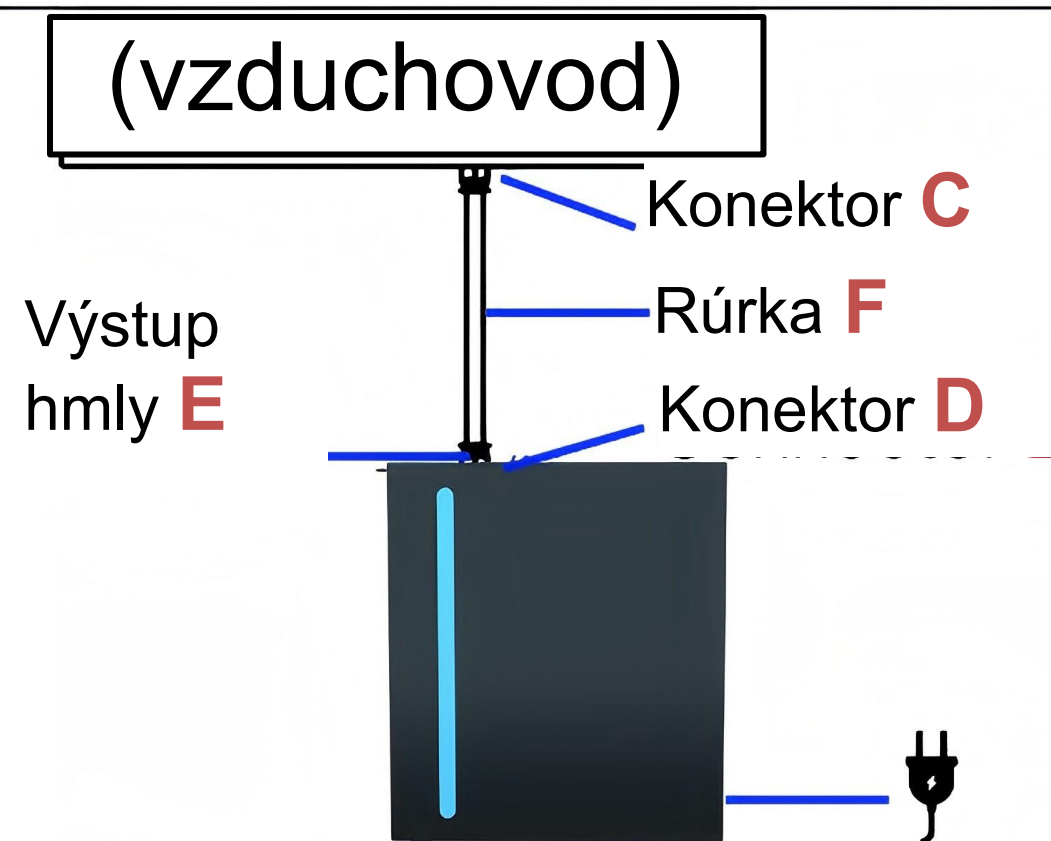 (vzduchovod)
Konektor C
Rúrka F
Výstup
hmly E
Konektor D